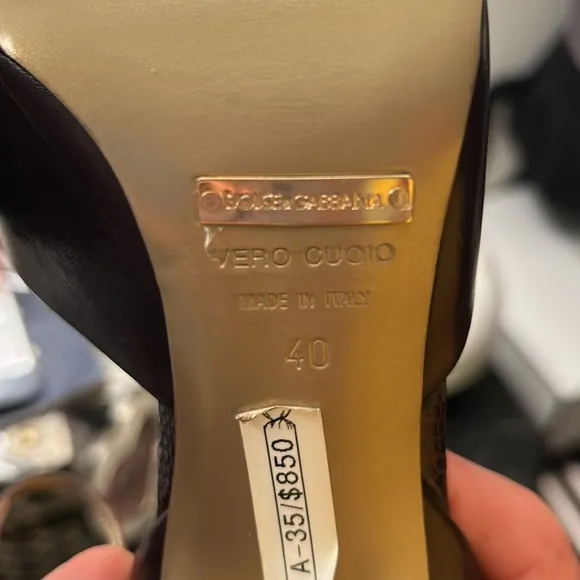 DOLCE&GABBANA
VERO CUOIO
MADE IN ITALY
40
A-35/$850